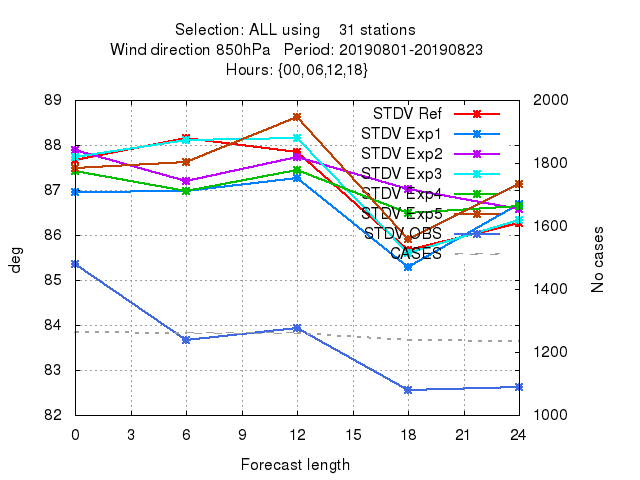 Selection: ALL using    31 stations
Wind direction 850hPa   Period: 20190801-20190823
Hours: {00,06,12,18}
89
88
87
86
85
84
83
82
deg
2000
1800
1600
1400
1200
1000
No cases
STDV Ref
STDV Exp1
STDV Exp2
STDV Exp3
STDV Exp4
STDV Exp5
STDV OBS
CASES
0 3 6 9 12 15 18 21 24
Forecast length